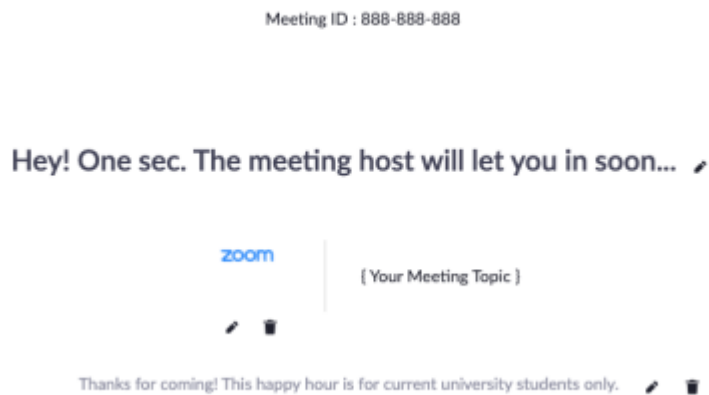 Meeting ID : 888-888-888
Hey! One sec. The meeting host will let you in soon...
zoom
{ Your Meeting Topic }
Thanks for coming! This happy hour is for current university students only.